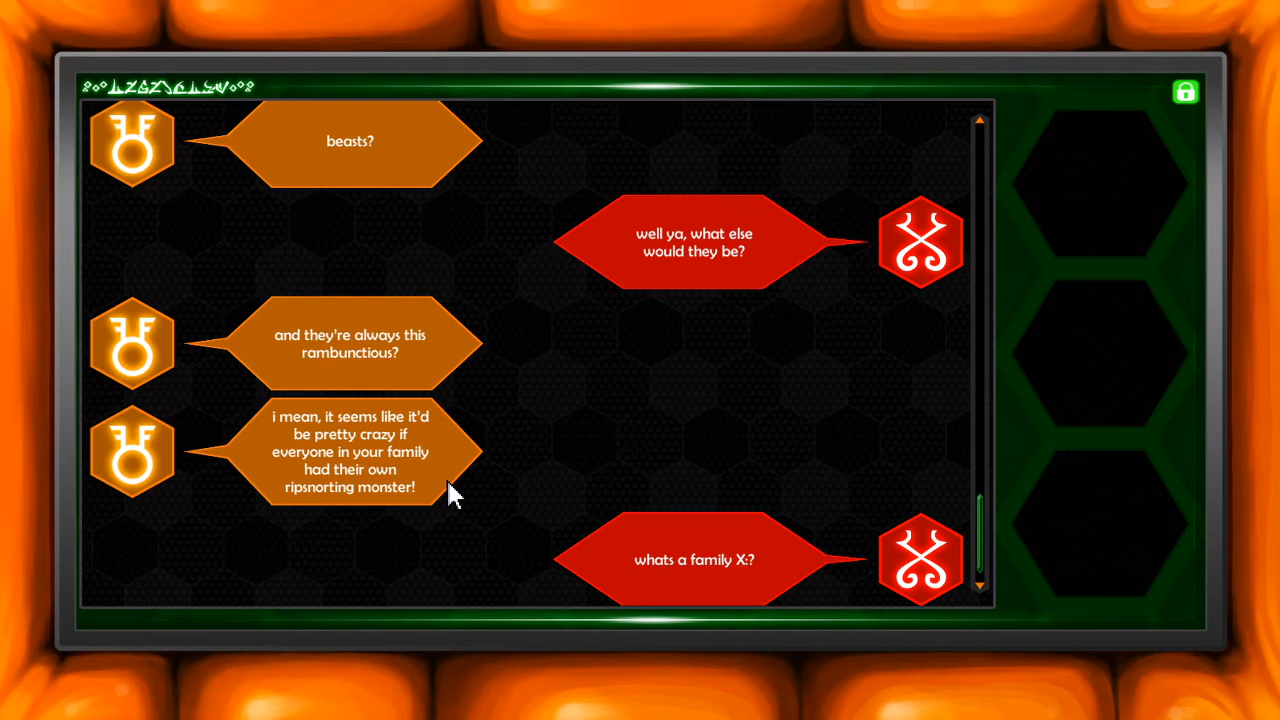 beasts?
well ya, what else
would they be?
and they're always this
rambunctious?
i mean, it seems like it'd
be pretty crazy if
everyone in your family
had their own
ripsnorting monster!
whats a family X:?